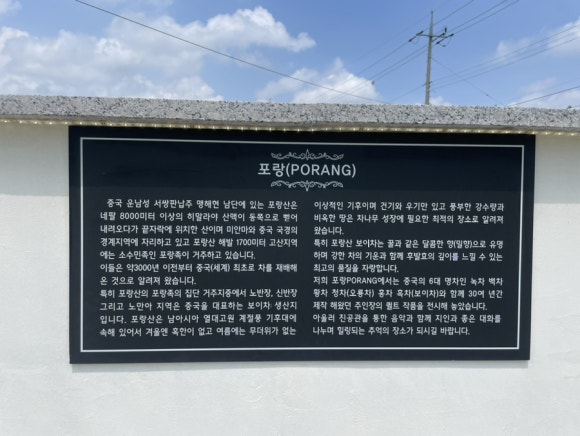 포랑(PORANG)
중국 운남성 서쌍판납주 맹해현 남단에 있는 포랑산은
네팔 8000미터 이상의 히말라야 산맥이 동쪽으로 뻗어
내려오다가 끝자락에 위치한 산이며 미얀마와 중국 국경의
경계지역에 자리하고 있고 포랑산 해발 1700미터 고산지역
에는 소수민족인 포랑족이 거주하고 있습니다.
이들은 약3000년 이전부터 중국(세계) 최초로 차를 재배해
온 것으로 알려져 왔습니다.
특히 포랑산의 포랑족의 집단 거주지중에서 노반장, 신반장
그리고 노만아 지역은 중국을 대표하는 보이차 생산지
입니다. 포랑산은 남아시아 열대고원 계절풍 기후대에
속해 있어서 겨울엔 혹한이 없고 여름에는 무더위가 없는
이상적인 기후이며 건기와 우기만 있고 풍부한 강수량과
비옥한 땅은 차나무 성장에 필요한 최적의 장소로 알려져
왔습니다.
특히 포랑산 보이차는 꿀과 같은 달콤한 향(밀향)으로 유명
하며 강한 차의 기운과 함께 후발효의 깊이를 느낄 수 있는
최고의 품질을 자랑합니다.
저희 포랑PORANG에서는 중국의 6대 명차인 녹차 백차
황차 청차(오룡차) 홍차 흑차(보이차)와 함께 30여 년간
제작 해왔던 주인장의 퀼트 작품을 전시해 놓았습니다.
아울러 진공관을 통한 음악과 함께 지인과 좋은 대화를
나누며 힐링되는 추억의 장소가 되시길 바랍니다.